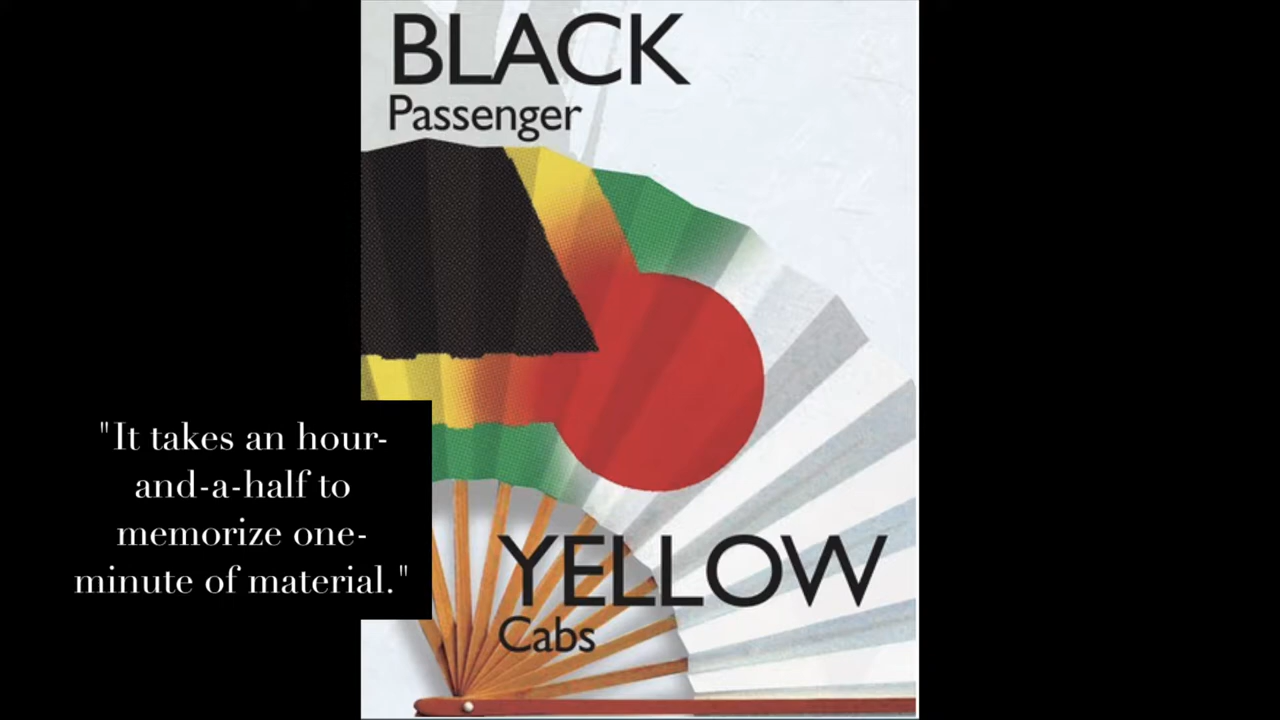 BLACK
Passenger
"It takes an hour-
and-a-half to
memorize one-
minute of material."
YELLOW
Cabs